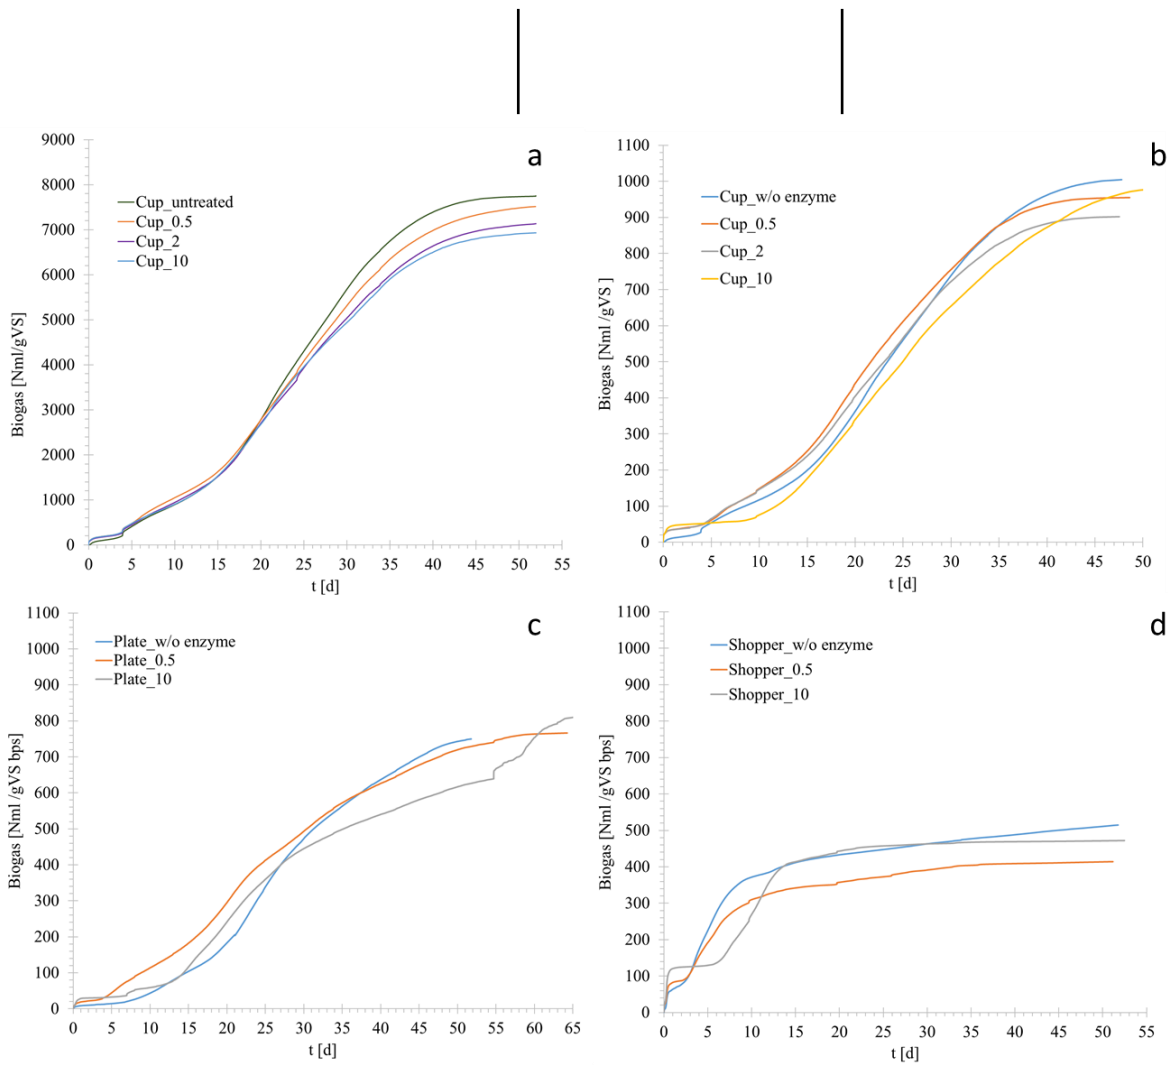 a
9000
8000
7000
6000
5000
4000
3000
2000
1000
0
Biogas [Nml/gVS]
Cup_untreated
Cup_0.5
Cup_2
Cup_10
0 5 10 15 20 25 30 35 40 45 50 55
t [d]
b
1100
1000
900
800
700
600
500
400
300
200
100
0
Biogas [Nml /gVS ]
Cup_w/o enzyme
Cup_0.5
Cup_2
Cup_10
0 5 10 15 20 25 30 35 40 45 50
t [d]
c
1100
1000
900
800
700
600
500
400
300
200
100
0
Biogas [Nml /gVS bps]
Plate_w/o enzyme
Plate_0.5
Plate_10
0 5 10 15 20 25 30 35 40 45 50 55 60 65
t [d]
d
1100
1000
900
800
700
600
500
400
300
200
100
0
Biogas [Nml /gVS bps]
Shopper_w/o enzyme
Shopper_0.5
Shopper_10
0 5 10 15 20 25 30 35 40 45 50 55
t [d]